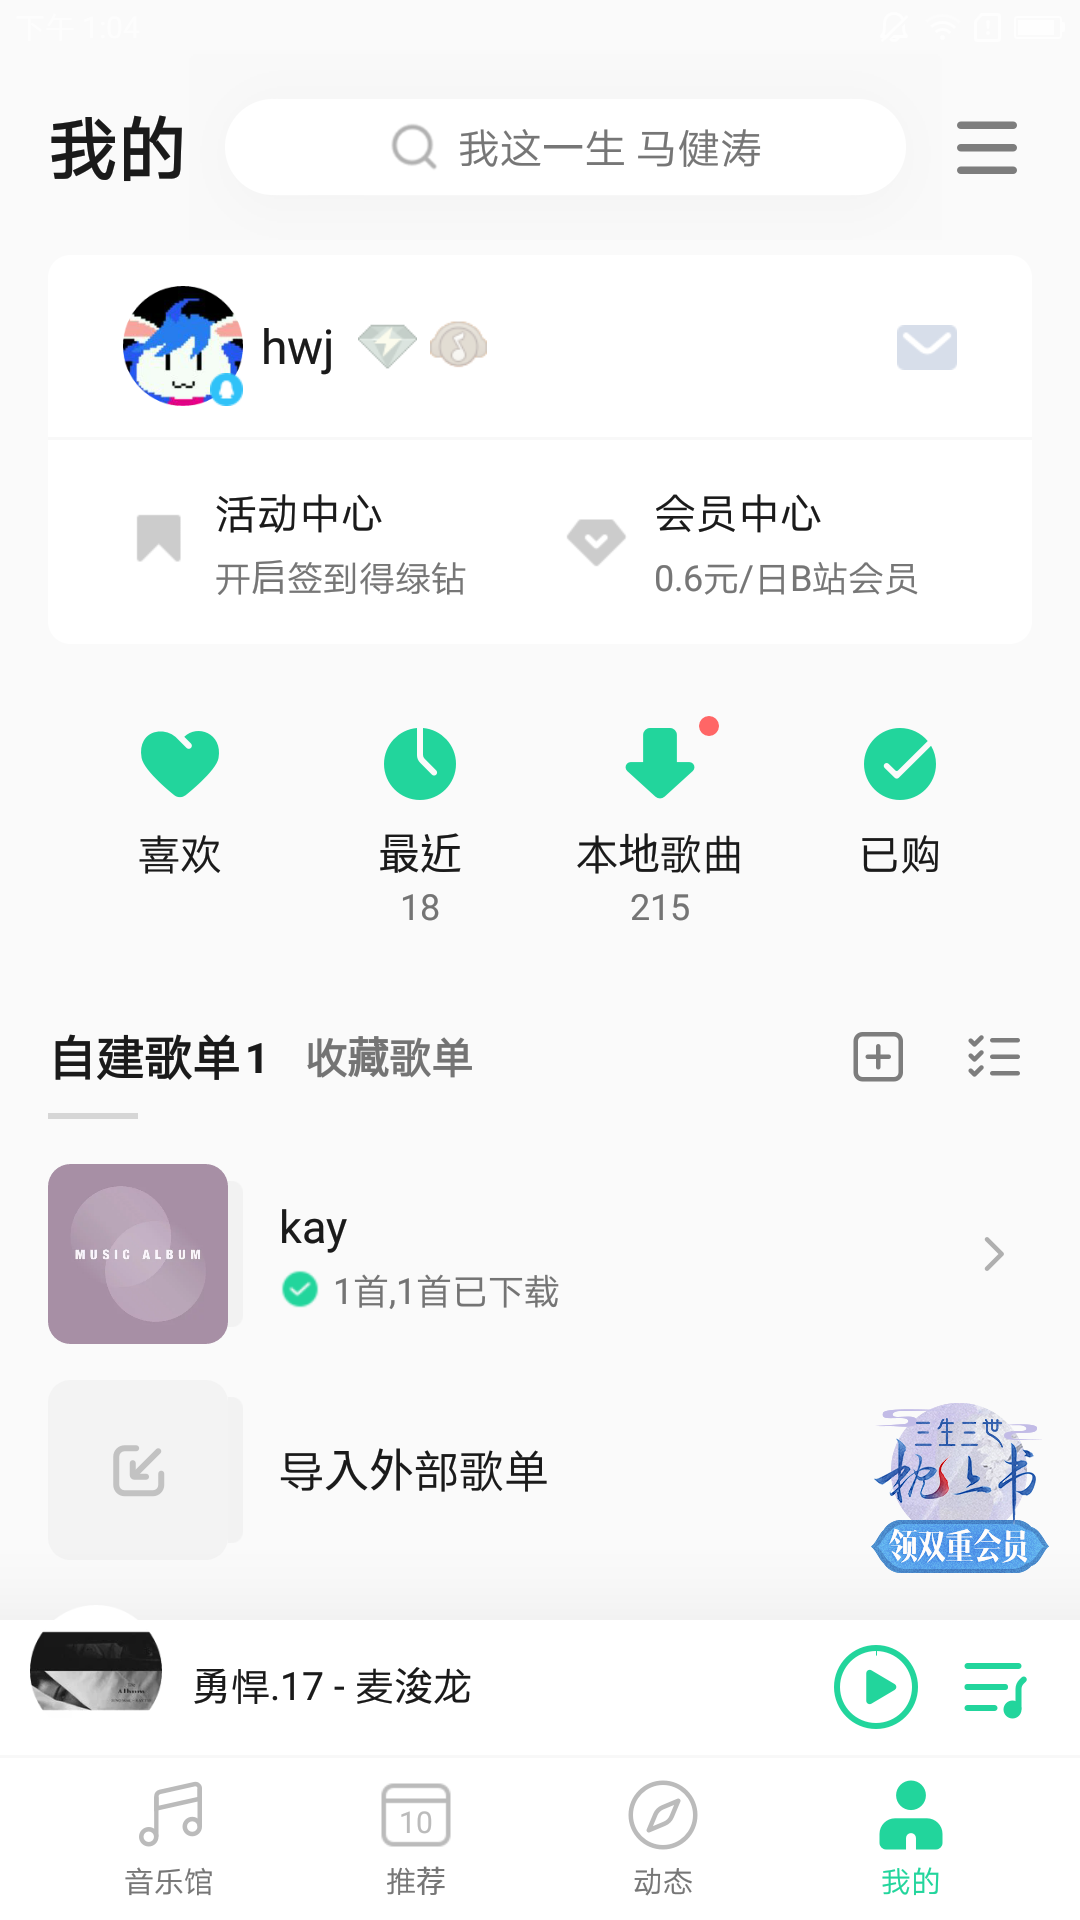 下午 1:04
我的
我这一生 马健涛
hwj
活动中心
开启签到得绿钻
会员中心
0.6元/日B站会员
喜欢
最近
18
本地歌曲
215
已购
自建歌单1
收藏歌单
MUSIC ALBUM
kay
1首,1首已下载
导入外部歌单
三生三世
枕上书
领双重会员
勇悍.17 - 麦浚龙
音乐馆
10
推荐
动态
我的